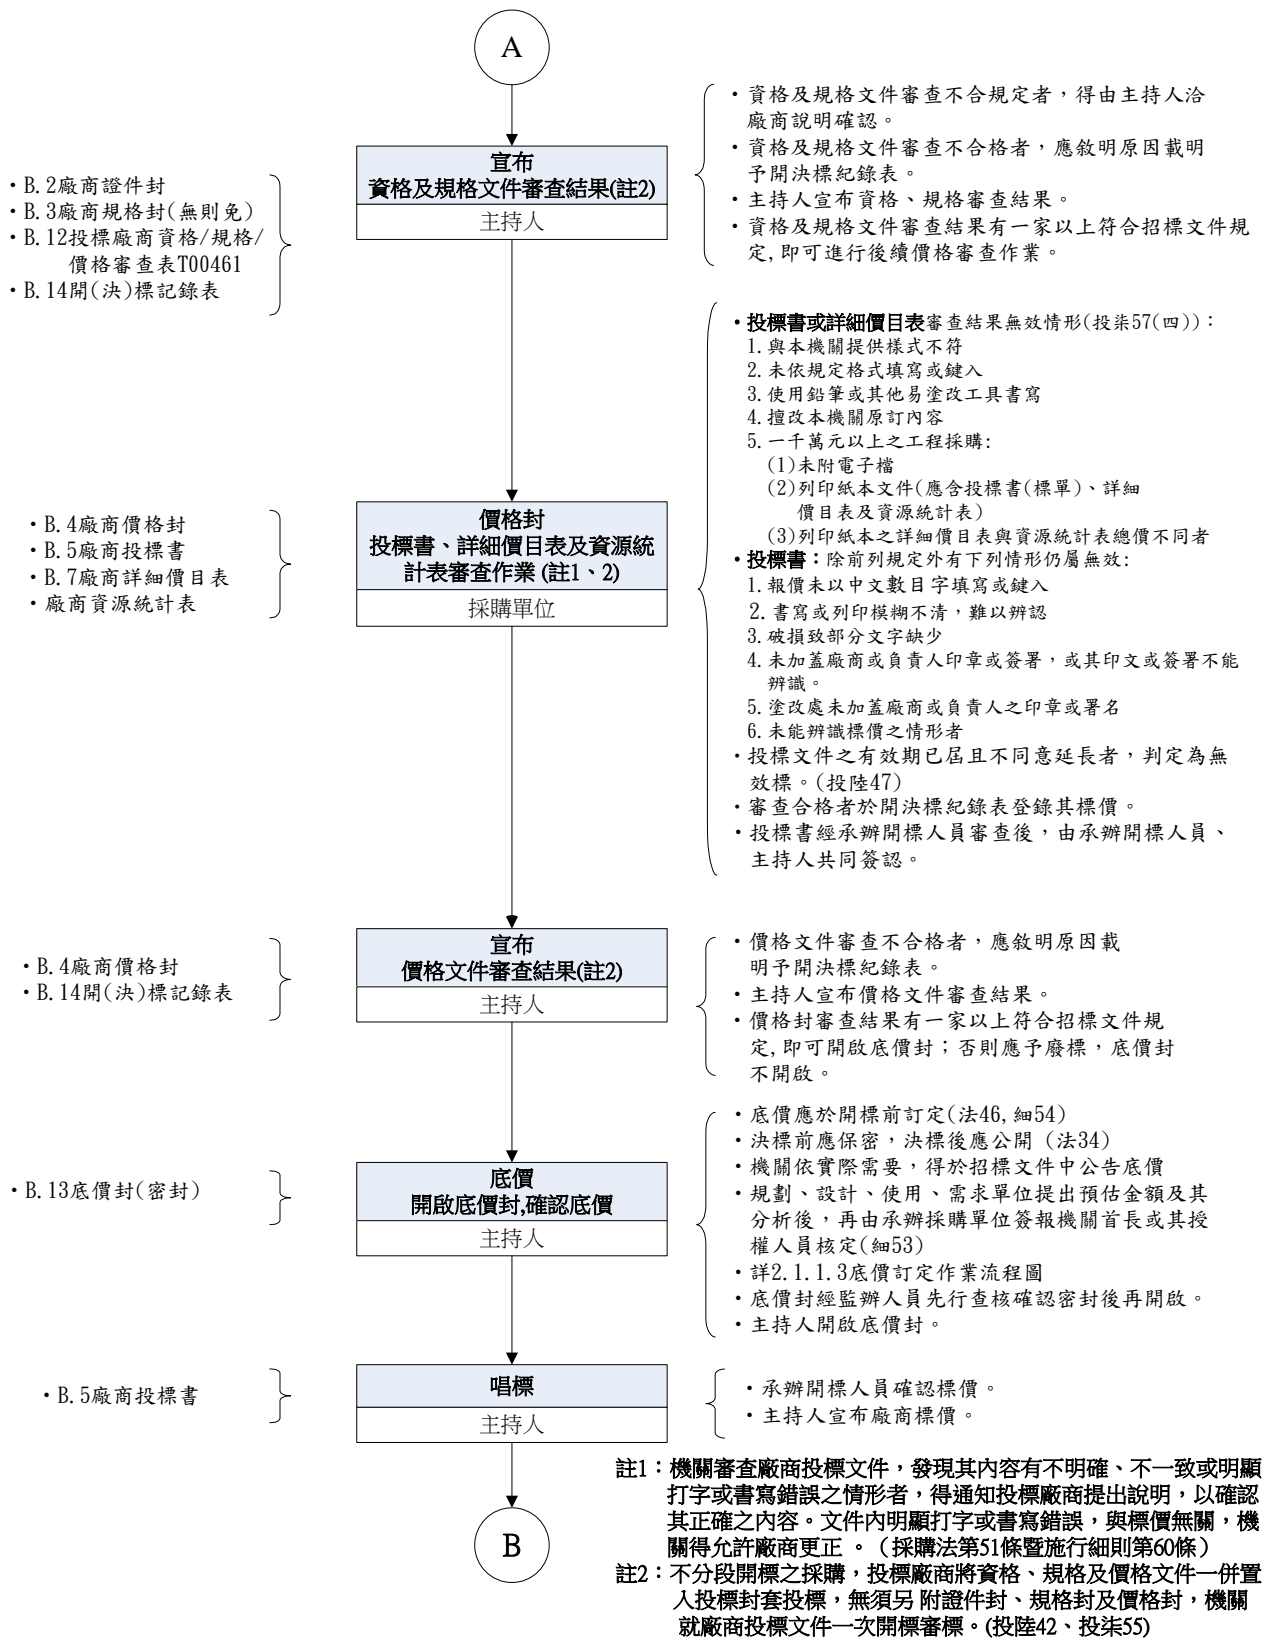 A
宣布
資格及規格文件審查結果(註2)
主持人
・B.2廠商證件封
・B.3廠商規格封(無則免)
・B.12投標廠商資格/規格/
價格審查表T00461
・B.14開(決)標記錄表
・資格及規格文件審查不合規定者，得由主持人洽
廠商說明確認。
・資格及規格文件審查不合格者，應敘明原因載明
予開決標紀錄表。
・主持人宣布資格、規格審查結果。
・資格及規格文件審查結果有一家以上符合招標文件規
定,即可進行後續價格審查作業。
價格封
投標書、詳細價目表及資源統
計表審查作業 (註1、2)
採購單位
・B.4廠商價格封
・B.5廠商投標書
・B.7廠商詳細價目表
・廠商資源統計表
・投標書或詳細價目表審查結果無效情形(投柒57(四))：
1.與本機關提供樣式不符
2.未依規定格式填寫或鍵入
3.使用鉛筆或其他易塗改工具書寫
4.擅改本機關原訂內容
5.一千萬元以上之工程採購:
(1)未附電子檔
(2)列印紙本文件(應含投標書(標單)、詳細
價目表及資源統計表)
(3)列印紙本之詳細價目表與資源統計表總價不同者
・投標書：除前列規定外有下列情形仍屬無效:
1.報價未以中文數目字填寫或鍵入
2.書寫或列印模糊不清，難以辨認
3.破損致部分文字缺少
4.未加蓋廠商或負責人印章或簽署，或其印文或簽署不能
辨識。
5.塗改處未加蓋廠商或負責人之印章或署名
6.未能辨識標價之情形者
・投標文件之有效期已屆且不同意延長者，判定為無
效標。(投陸47)
・審查合格者於開決標紀錄表登錄其標價。
・投標書經承辦開標人員審查後，由承辦開標人員、
主持人共同簽認。
宣布
價格文件審查結果(註2)
主持人
・B.4廠商價格封
・B.14開(決)標記錄表
・價格文件審查不合格者，應敘明原因載
明予開決標紀錄表。
・主持人宣布價格文件審查結果。
・價格封審查結果有一家以上符合招標文件規
定,即可開啟底價封；否則應予廢標，底價封
不開啟。
底價
開啟底價封,確認底價
主持人
・B.13底價封(密封)
・底價應於開標前訂定(法46,細54)
・決標前應保密，決標後應公開 (法34)
・機關依實際需要，得於招標文件中公告底價
・規劃、設計、使用、需求單位提出預估金額及其
分析後，再由承辦採購單位簽報機關首長或其授
權人員核定(細53)
・詳2.1.1.3底價訂定作業流程圖
・底價封經監辦人員先行查核確認密封後再開啟。
・主持人開啟底價封。
唱標
主持人
・B.5廠商投標書
・承辦開標人員確認標價。
・主持人宣布廠商標價。
B
註1：機關審查廠商投標文件，發現其內容有不明確、不一致或明顯
打字或書寫錯誤之情形者，得通知投標廠商提出說明，以確認
其正確之內容。文件內明顯打字或書寫錯誤，與標價無關，機
關得允許廠商更正 。（採購法第51條暨施行細則第60條）
註2：不分段開標之採購，投標廠商將資格、規格及價格文件一併置
入投標封套投標，無須另 附證件封、規格封及價格封，機關
就廠商投標文件一次開標審標。(投陸42、投柒55)